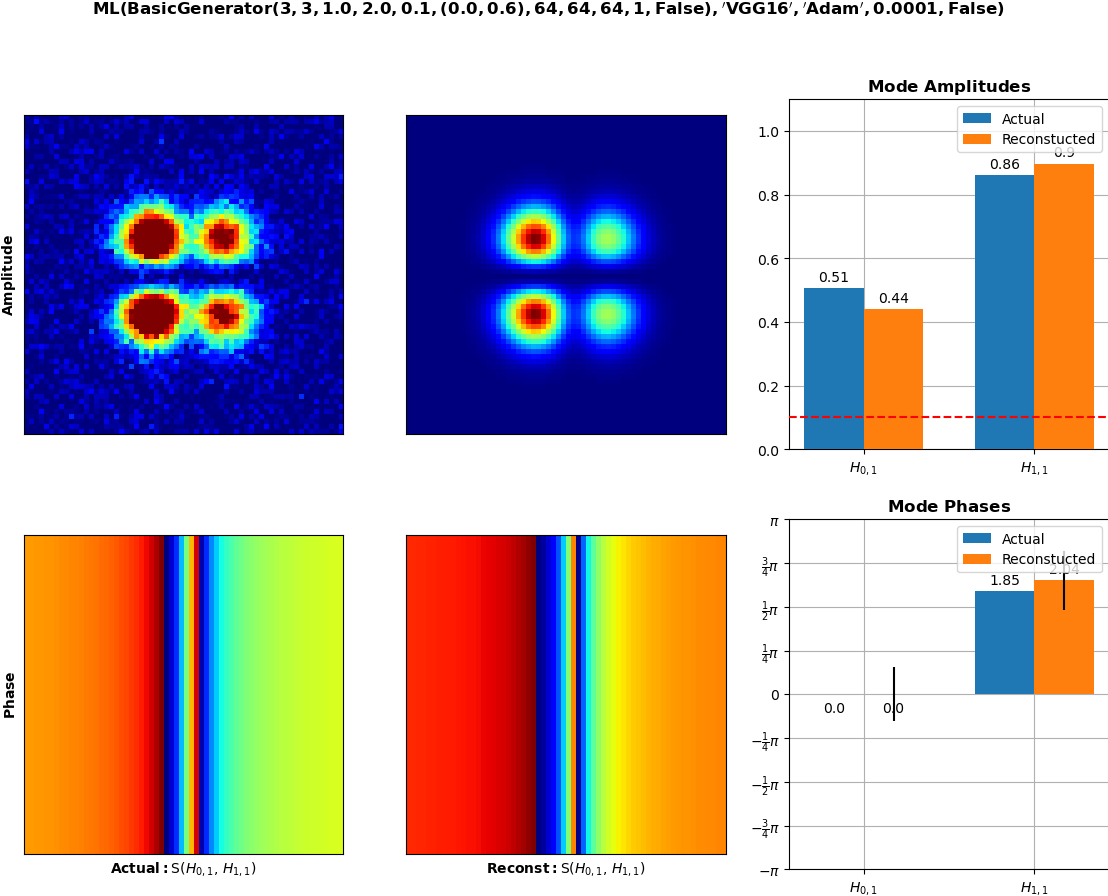 ML(BasicGenerator(3, 3, 1.0, 2.0, 0.1, (0.0, 0.6), 64, 64, 64, 1, False), ′VGG16′, ′Adam′, 0.0001, False)
Amplitude
Mode Amplitudes
Actual
Reconstucted
1.0
0.8
0.6
0.4
0.2
0.0
0.51
0.44
0.86
0.9
H0,1
H1,1
Phase
Actual: S(H0,1, H1,1)
Reconst: S(H0,1, H1,1)
Mode Phases
Actual
Reconstucted
π
3/4π
1/2π
1/4π
0
−1/4π
−1/2π
−3/4π
−π
0.0
0.0
1.85
H0,1
H1,1